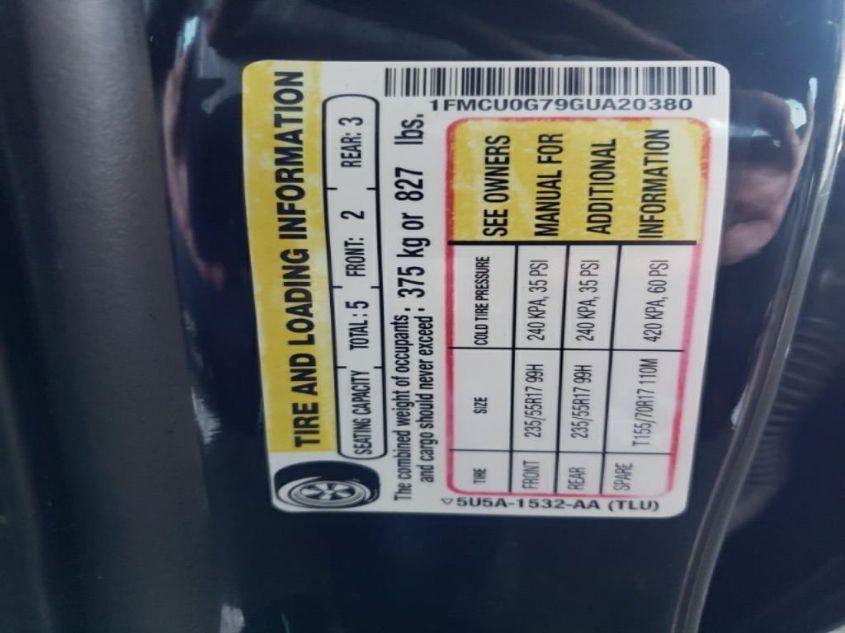 TIRE AND LOADING INFORMATION
SEATING CAPACITY TOTAL: 5 FRONT: 2 REAR: 3
The combined weight of occupants and cargo should never exceed: 375 kg or 827 lbs.
TIRE SIZE COLD TIRE PRESSURE
FRONT 235/55R17 99H 240 KPA, 35 PSI
REAR 235/55R17 99H 240 KPA, 35 PSI
SPARE T155/70R17 110M 420 KPA, 60 PSI
SEE OWNERS
MANUAL FOR
ADDITIONAL
INFORMATION
5U5A-1532-AA (TLU)
1FMCU0G79GUA20380